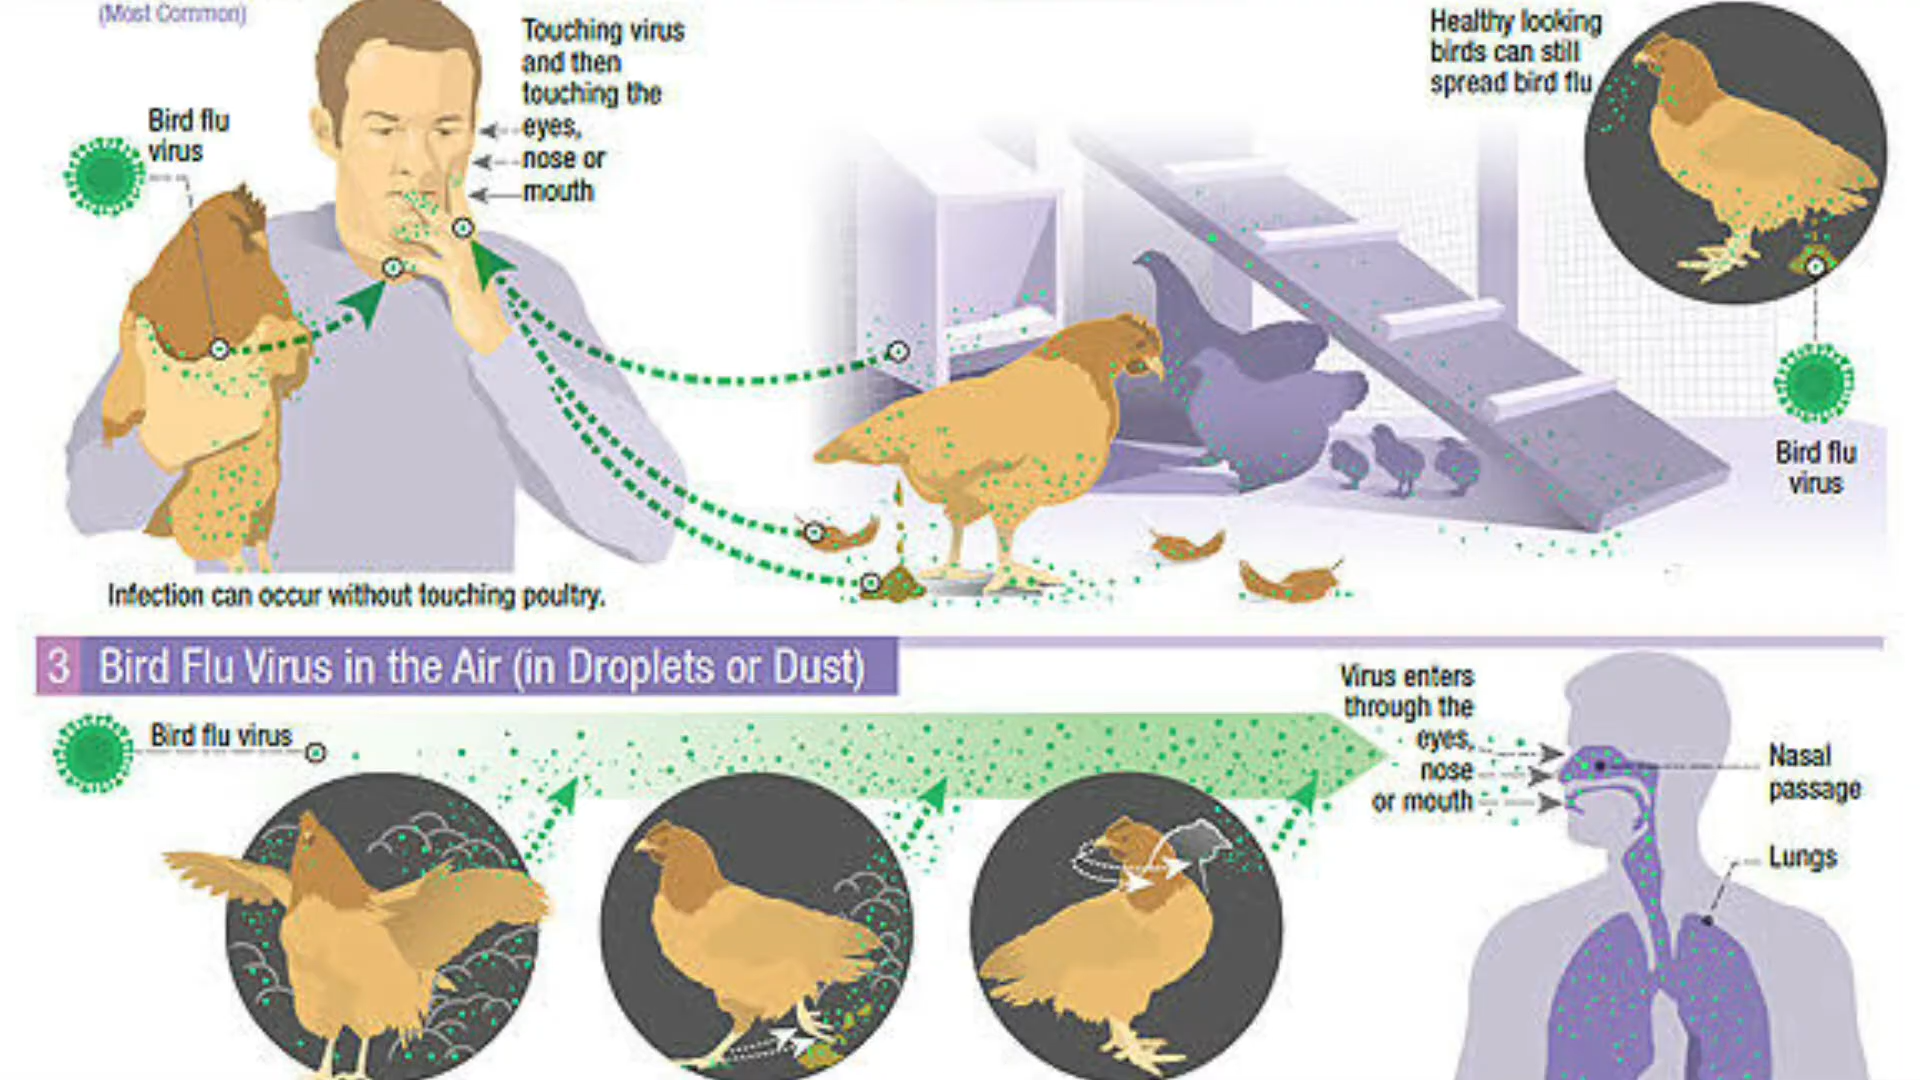 (Most Common)
Touching virus
and then
touching the
eyes,
nose or
mouth
Bird flu
virus
Healthy looking
birds can still
spread bird flu
Bird flu
virus
Infection can occur without touching poultry.
3 Bird Flu Virus in the Air (in Droplets or Dust)
Bird flu virus
Virus enters
through the
eyes,
nose
or mouth
Nasal
passage
Lungs